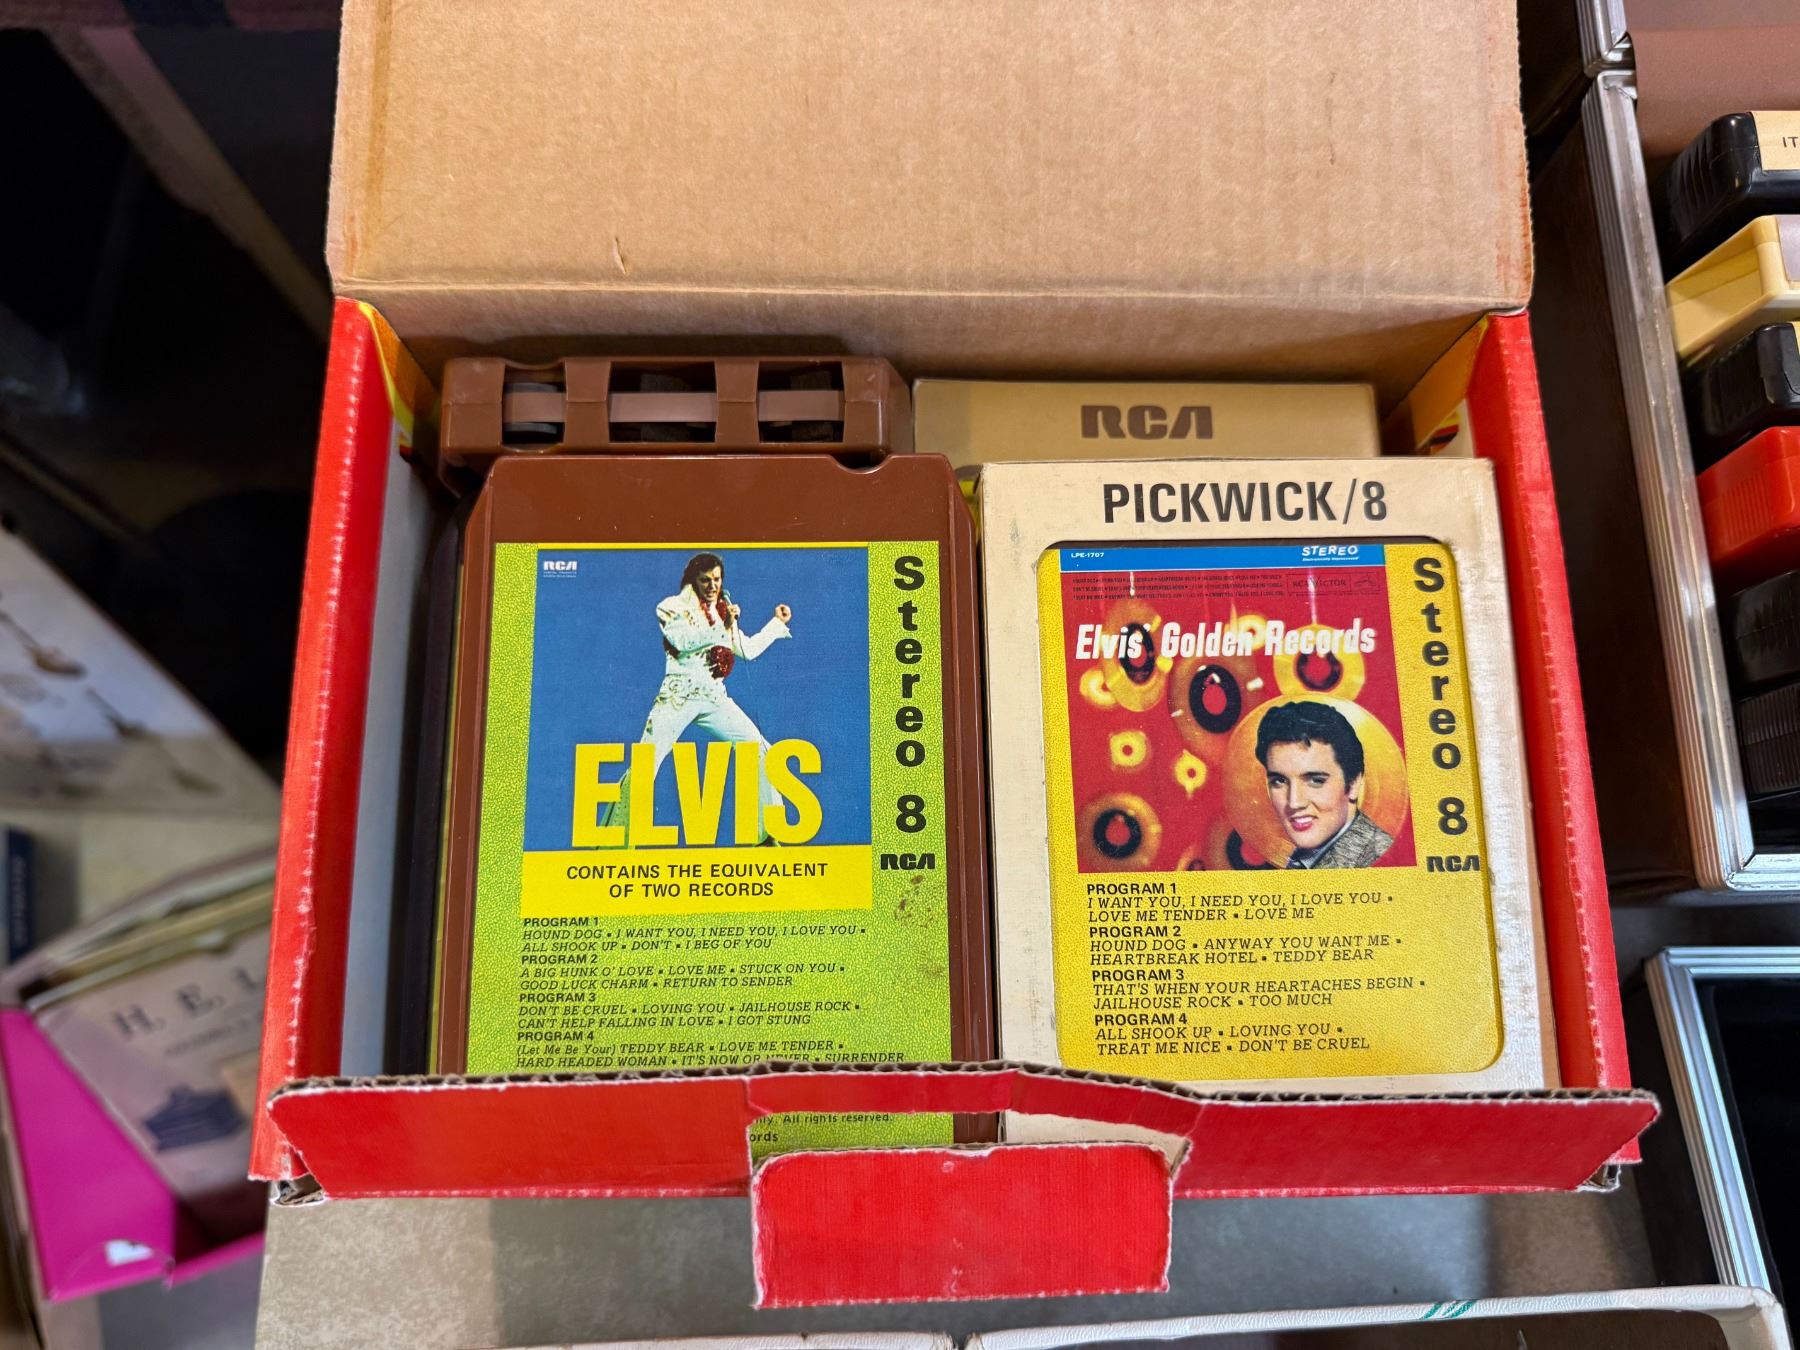 RCA
RCA
ELVIS
Stereo 8
RCA
CONTAINS THE EQUIVALENT
OF TWO RECORDS
PROGRAM 1
HOUND DOG ▪ I WANT YOU, I NEED YOU, I LOVE YOU ▪
ALL SHOOK UP ▪ DON'T ▪ I BEG OF YOU
PROGRAM 2
A BIG HUNK O' LOVE ▪ LOVE ME ▪ STUCK ON YOU ▪
GOOD LUCK CHARM ▪ RETURN TO SENDER
PROGRAM 3
DON'T BE CRUEL ▪ LOVING YOU ▪ JAILHOUSE ROCK ▪
CAN'T HELP FALLING IN LOVE ▪ I GOT STUNG
PROGRAM 4
(Let Me Be Your) TEDDY BEAR ▪ LOVE ME TENDER ▪
HARD HEADED WOMAN ▪ IT'S NOW OR NEVER ▪ SURRENDER
All rights reserved.
PICKWICK/8
LPE-1707
STEREO
RCA VICTOR
Elvis' Golden Records
Stereo 8
RCA
PROGRAM 1
I WANT YOU, I NEED YOU, I LOVE YOU ▪
LOVE ME TENDER ▪ LOVE ME
PROGRAM 2
HOUND DOG ▪ ANYWAY YOU WANT ME ▪
HEARTBREAK HOTEL ▪ TEDDY BEAR
PROGRAM 3
THAT'S WHEN YOUR HEARTACHES BEGIN ▪
JAILHOUSE ROCK ▪ TOO MUCH
PROGRAM 4
ALL SHOOK UP ▪ LOVING YOU ▪
TREAT ME NICE ▪ DON'T BE CRUEL
IT